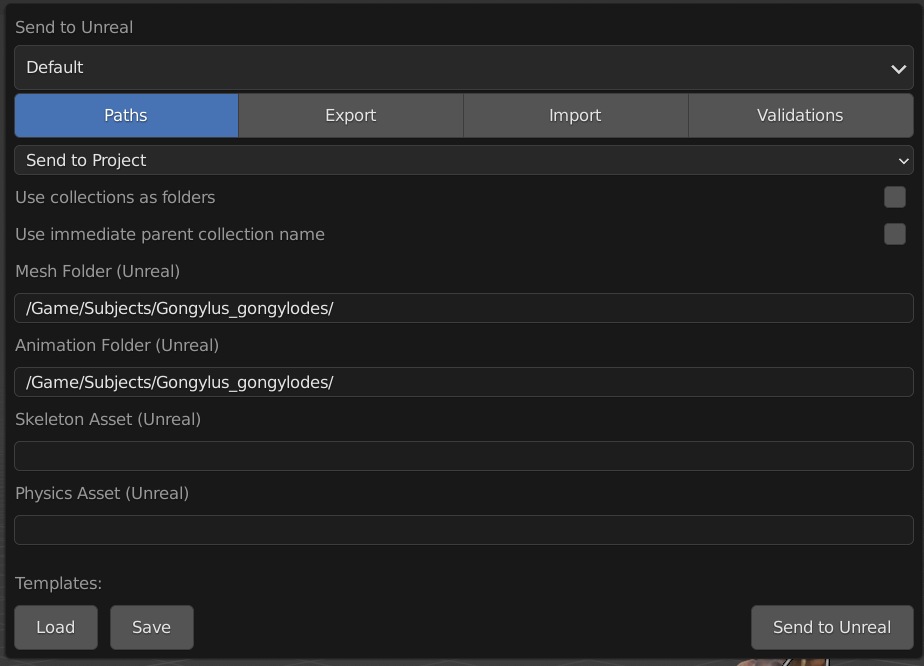 Send to Unreal
Default
Paths Export Import Validations
Send to Project
Use collections as folders
Use immediate parent collection name
Mesh Folder (Unreal)
/Game/Subjects/Gongylus_gongylodes/
Animation Folder (Unreal)
/Game/Subjects/Gongylus_gongylodes/
Skeleton Asset (Unreal)
Physics Asset (Unreal)
Templates:
Load Save Send to Unreal